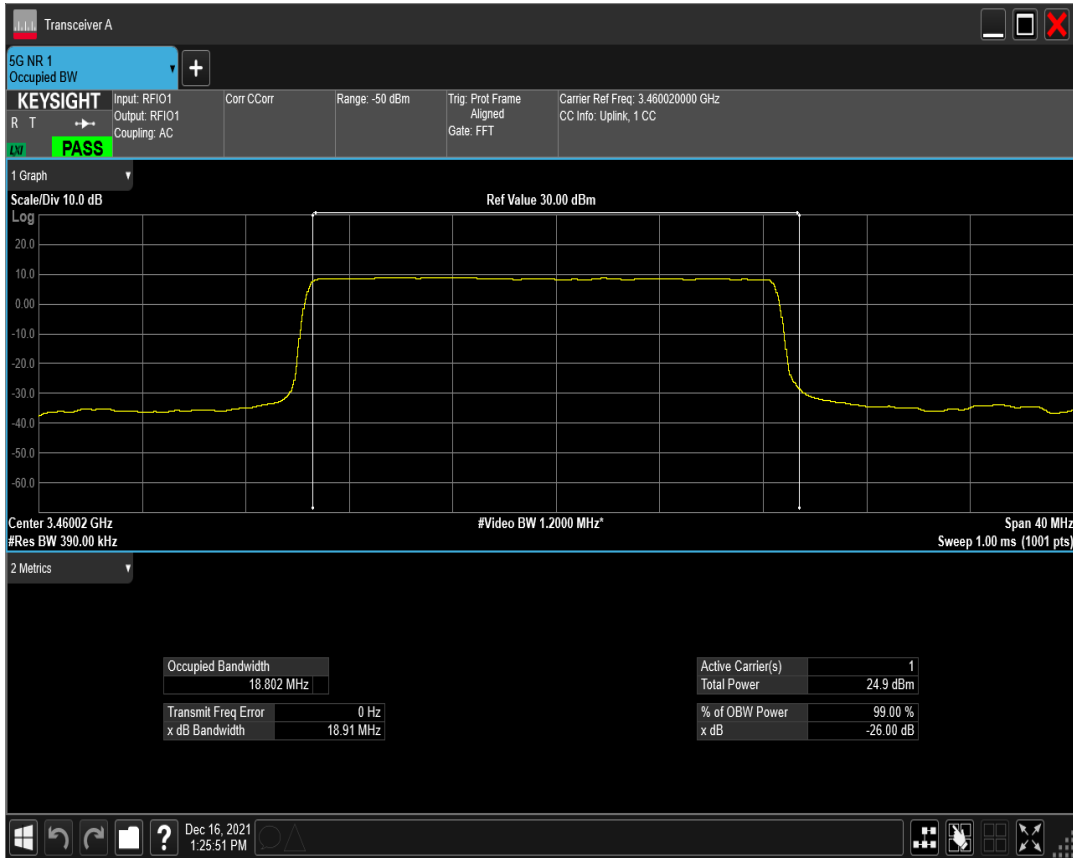 Transceiver A
5G NR 1
Occupied BW
+
KEYSIGHT
R T
LXI
PASS
Input: RFIO1
Output: RFIO1
Coupling: AC
Corr CCorr
Range: -50 dBm
Trig: Prot Frame
Aligned
Gate: FFT
Carrier Ref Freq: 3.460020000 GHz
CC Info: Uplink, 1 CC
1 Graph
Scale/Div 10.0 dB
Ref Value 30.00 dBm
Log
20.0
10.0
0.00
-10.0
-20.0
-30.0
-40.0
-50.0
-60.0
Center 3.46002 GHz
#Video BW 1.2000 MHz*
Span 40 MHz
#Res BW 390.00 kHz
Sweep 1.00 ms (1001 pts)
2 Metrics
Occupied Bandwidth
18.802 MHz
Transmit Freq Error 0 Hz
x dB Bandwidth 18.91 MHz
Active Carrier(s) 1
Total Power 24.9 dBm
% of OBW Power 99.00 %
x dB -26.00 dB
?
Dec 16, 2021
1:25:51 PM